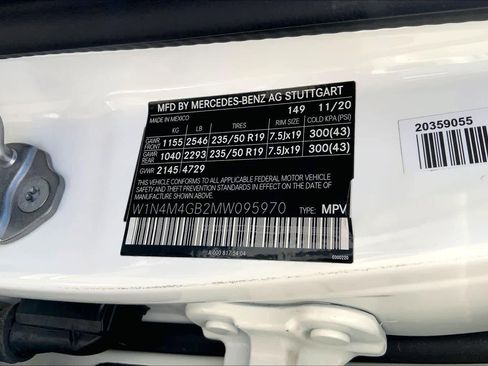 MFD BY MERCEDES-BENZ AG STUTTGART
MADE IN MEXICO 149 11/20
KG LB TIRES RIM SIZE COLD KPA (PSI)
GAWR FRONT 1155 2546 235/50 R19 7.5Jx19 300(43)
GAWR REAR 1040 2293 235/50 R19 7.5Jx19 300(43)
GVWR 2145 4729
THIS VEHICLE CONFORMS TO ALL APPLICABLE FEDERAL MOTOR VEHICLE
SAFETY AND THEFT PREVENTION STANDARDS IN EFFECT ON THE DATE
OF MANUFACTURE SHOWN ABOVE.
W1N4M4GB2MW095970 TYPE: MPV
20359055